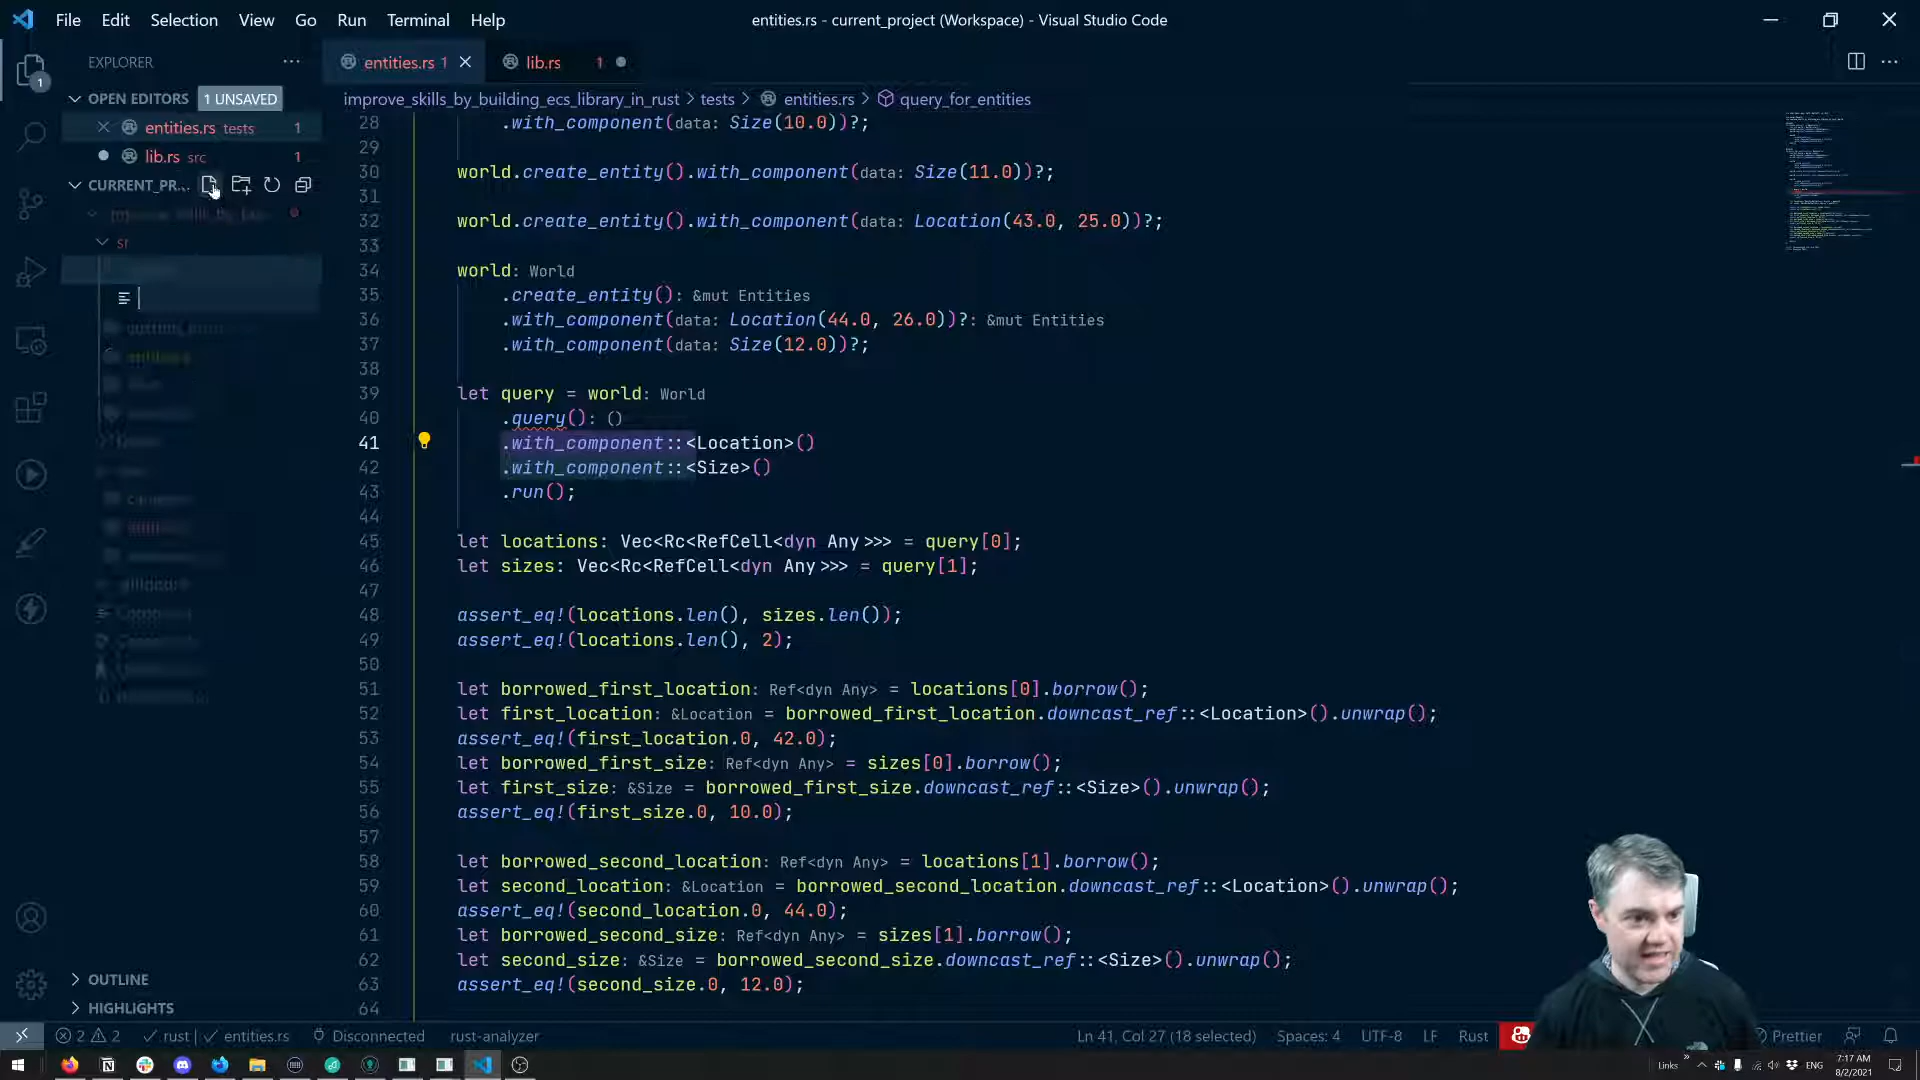 File Edit Selection View Go Run Terminal Help
entities.rs - current_project (Workspace) - Visual Studio Code
EXPLORER
entities.rs 1
lib.rs 1
OPEN EDITORS 1 UNSAVED
improve_skills_by_building_ecs_library_in_rust > tests > entities.rs > query_for_entities
entities.rs tests 1
lib.rs src 1
CURRENT_PR...
sr
28 .with_component(data: Size(10.0))?;
29
30 world.create_entity().with_component(data: Size(11.0))?;
31
32 world.create_entity().with_component(data: Location(43.0, 25.0))?;
33
34 world: World
35 .create_entity(): &mut Entities
36 .with_component(data: Location(44.0, 26.0))?: &mut Entities
37 .with_component(data: Size(12.0))?;
38
39 let query = world: World
40 .query(): ()
41 .with_component::<Location>()
42 .with_component::<Size>()
43 .run();
44
45 let locations: Vec<Rc<RefCell<dyn Any>>> = query[0];
46 let sizes: Vec<Rc<RefCell<dyn Any>>> = query[1];
47
48 assert_eq!(locations.len(), sizes.len());
49 assert_eq!(locations.len(), 2);
50
51 let borrowed_first_location: Ref<dyn Any> = locations[0].borrow();
52 let first_location: &Location = borrowed_first_location.downcast_ref::<Location>().unwrap();
53 assert_eq!(first_location.0, 42.0);
54 let borrowed_first_size: Ref<dyn Any> = sizes[0].borrow();
55 let first_size: &Size = borrowed_first_size.downcast_ref::<Size>().unwrap();
56 assert_eq!(first_size.0, 10.0);
57
58 let borrowed_second_location: Ref<dyn Any> = locations[1].borrow();
59 let second_location: &Location = borrowed_second_location.downcast_ref::<Location>().unwrap();
60 assert_eq!(second_location.0, 44.0);
61 let borrowed_second_size: Ref<dyn Any> = sizes[1].borrow();
62 let second_size: &Size = borrowed_second_size.downcast_ref::<Size>().unwrap();
63 assert_eq!(second_size.0, 12.0);
64
OUTLINE
HIGHLIGHTS
2 2 rust entities.rs Disconnected rust-analyzer
Ln 41, Col 27 (18 selected) Spaces: 4 UTF-8 LF Rust Prettier
Links ENG 7:17 AM
8/2/2021